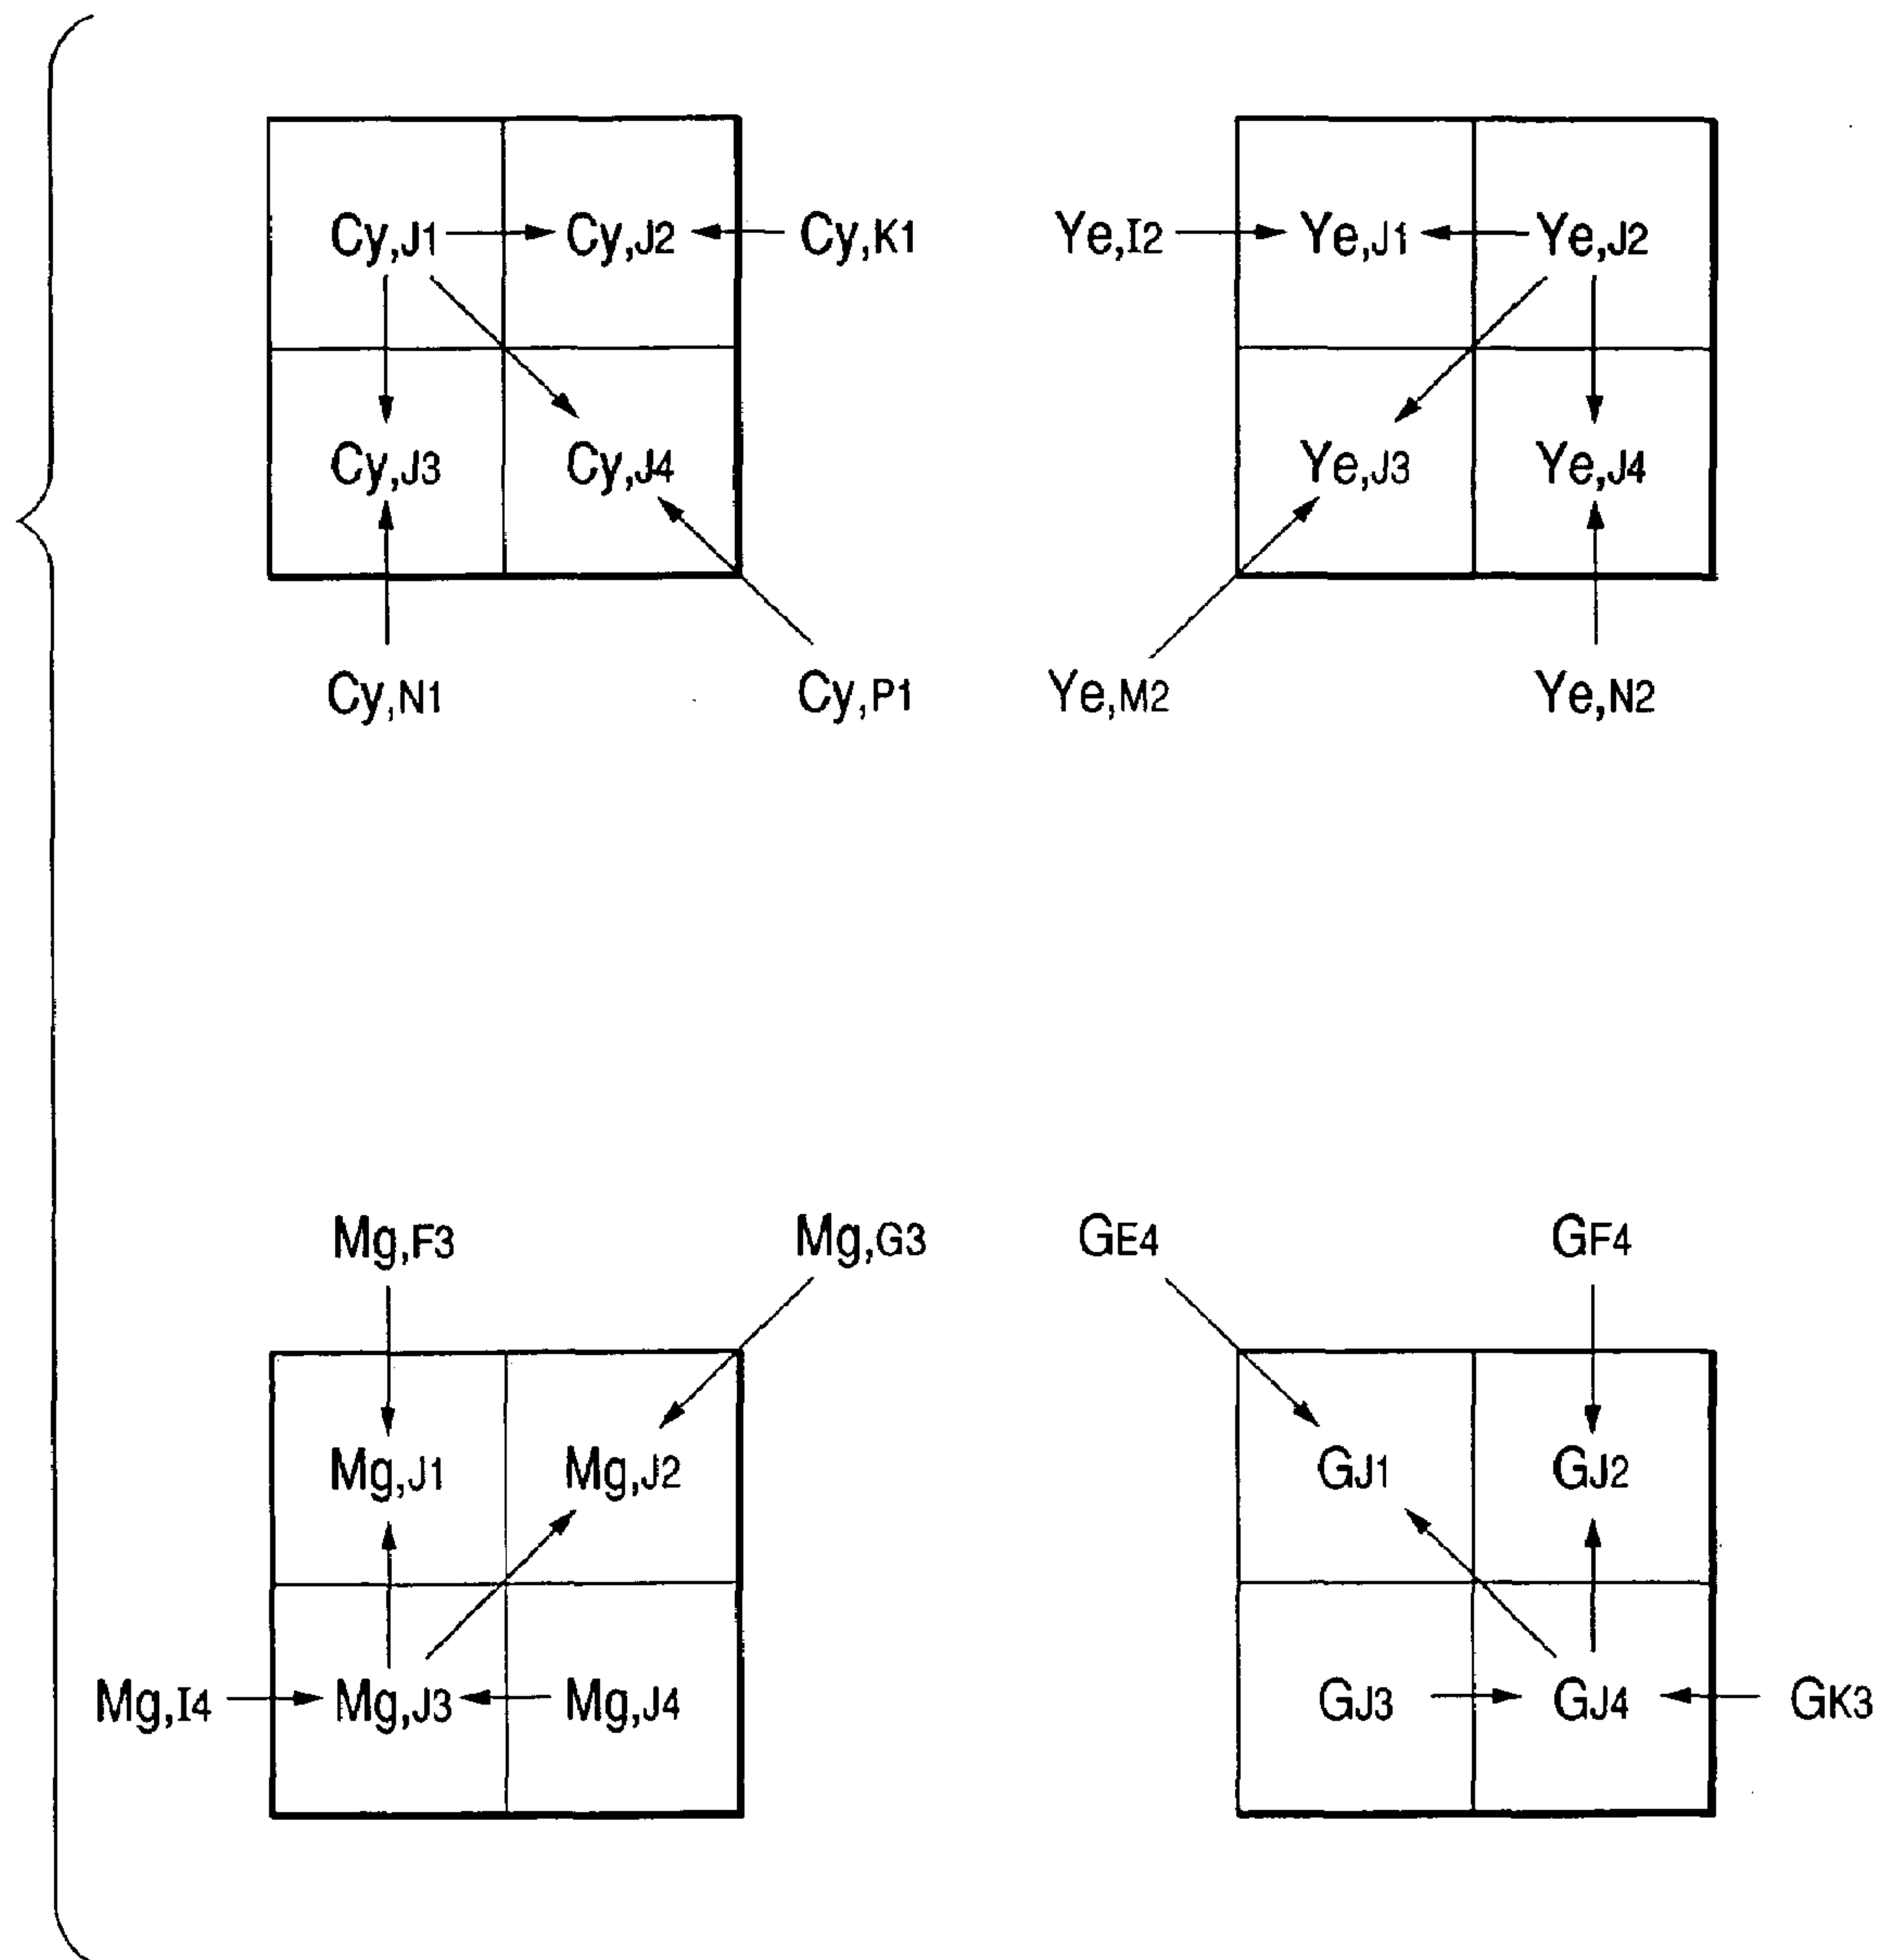 Cy,J1 Cy,J2 Cy,K1
Cy,J3 Cy,J4
Cy,N1 Cy,P1
Ye,I2 Ye,J1 Ye,J2
Ye,J3 Ye,J4
Ye,M2 Ye,N2
Mg,F3 Mg,G3
Mg,J1 Mg,J2
Mg,I4 Mg,J3 Mg,J4
GE4 GF4
GJ1 GJ2
GJ3 GJ4 GK3